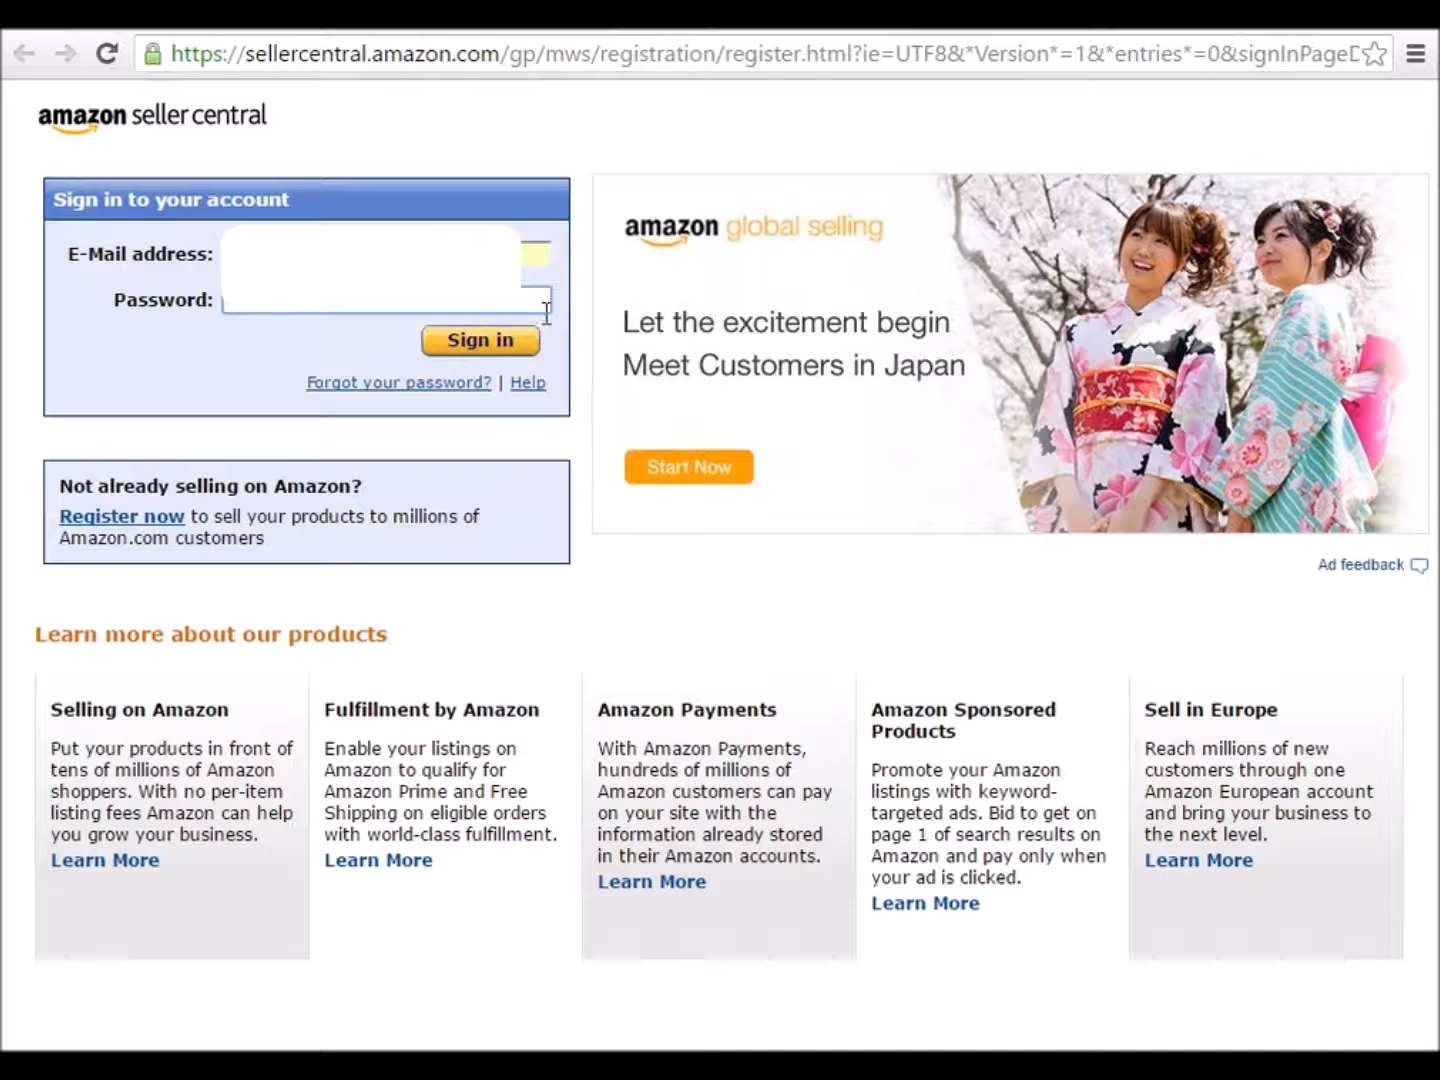 https://sellercentral.amazon.com/gp/mws/registration/register.html?ie=UTF8&*Version*=1&*entries*=0&signInPageD
amazon seller central
Sign in to your account
E-Mail address:
Password:
Sign in
Forgot your password? | Help
Not already selling on Amazon?
Register now to sell your products to millions of
Amazon.com customers
amazon global selling
Let the excitement begin
Meet Customers in Japan
Start Now
Ad feedback
Learn more about our products
Selling on Amazon
Put your products in front of
tens of millions of Amazon
shoppers. With no per-item
listing fees Amazon can help
you grow your business.
Learn More
Fulfillment by Amazon
Enable your listings on
Amazon to qualify for
Amazon Prime and Free
Shipping on eligible orders
with world-class fulfillment.
Learn More
Amazon Payments
With Amazon Payments,
hundreds of millions of
Amazon customers can pay
on your site with the
information already stored
in their Amazon accounts.
Learn More
Amazon Sponsored
Products
Promote your Amazon
listings with keyword-
targeted ads. Bid to get on
page 1 of search results on
Amazon and pay only when
your ad is clicked.
Learn More
Sell in Europe
Reach millions of new
customers through one
Amazon European account
and bring your business to
the next level.
Learn More